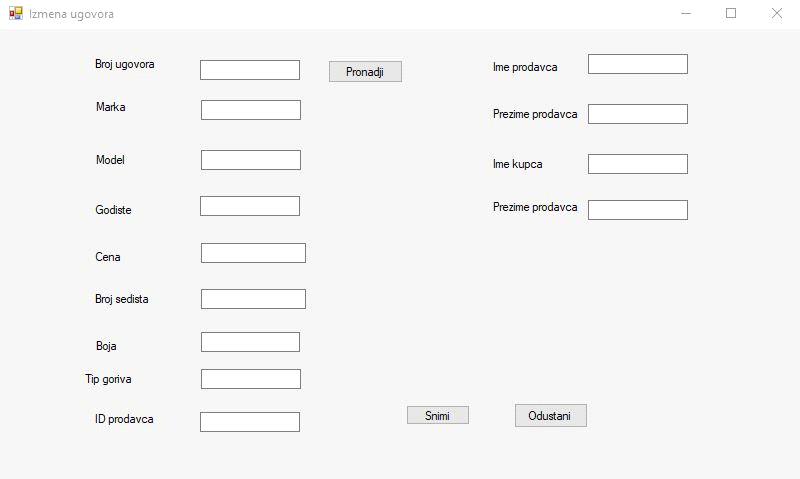 Izmena ugovora
Broj ugovora
Pronadji
Marka
Model
Godiste
Cena
Broj sedista
Boja
Tip goriva
ID prodavca
Ime prodavca
Prezime prodavca
Ime kupca
Prezime prodavca
Snimi
Odustani